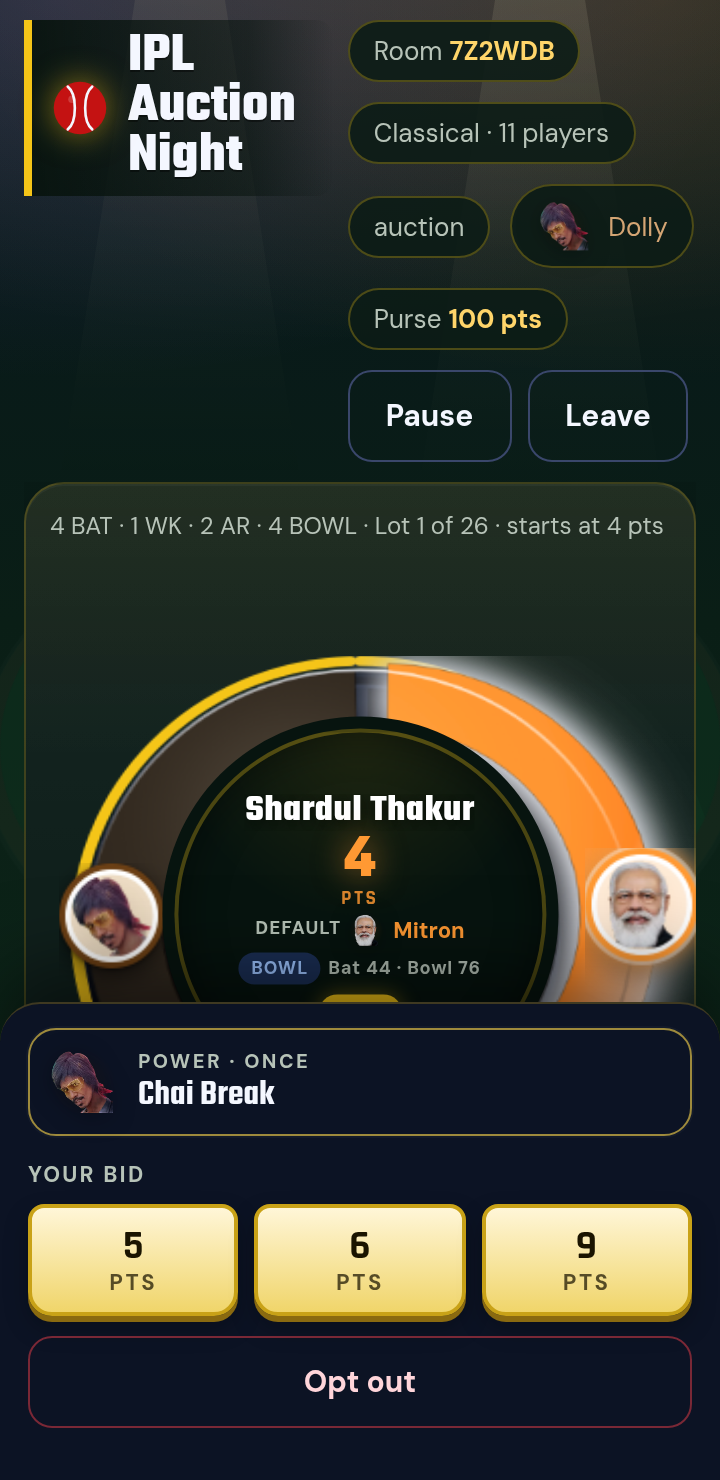 IPL
Auction
Night
Room 7Z2WDB
Classical · 11 players
auction
Dolly
Purse 100 pts
Pause
Leave
4 BAT · 1 WK · 2 AR · 4 BOWL · Lot 1 of 26 · starts at 4 pts
Shardul Thakur
4
PTS
DEFAULT Mitron
BOWL Bat 44 · Bowl 76
POWER · ONCE
Chai Break
YOUR BID
5
PTS
6
PTS
9
PTS
Opt out